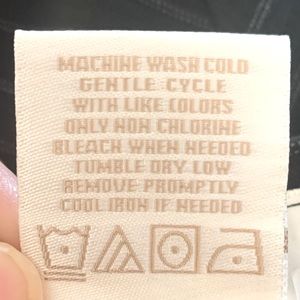 MACHINE WASH COLD
GENTLE CYCLE
WITH LIKE COLORS
ONLY NON CHLORINE
BLEACH WHEN NEEDED
TUMBLE DRY LOW
REMOVE PROMPTLY
COOL IRON IF NEEDED